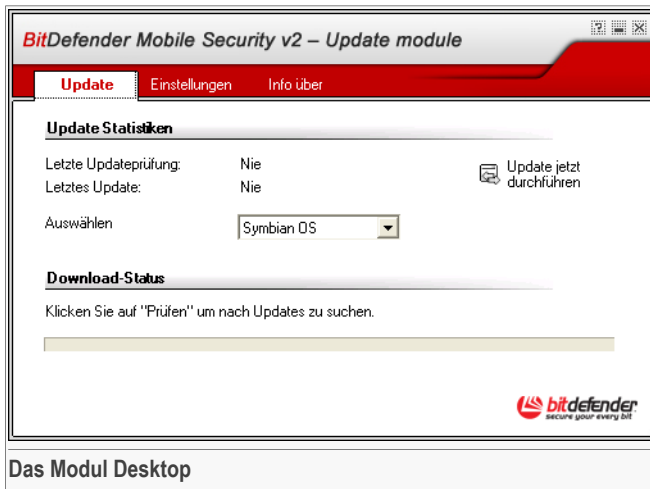 BitDefender Mobile Security v2 – Update module
Update Einstellungen Info über
Update Statistiken
Letzte Updateprüfung: Nie
Letztes Update: Nie
Update jetzt
durchführen
Auswählen Symbian OS
Download-Status
Klicken Sie auf "Prüfen" um nach Updates zu suchen.
bitdefender
secure your every bit
Das Modul Desktop